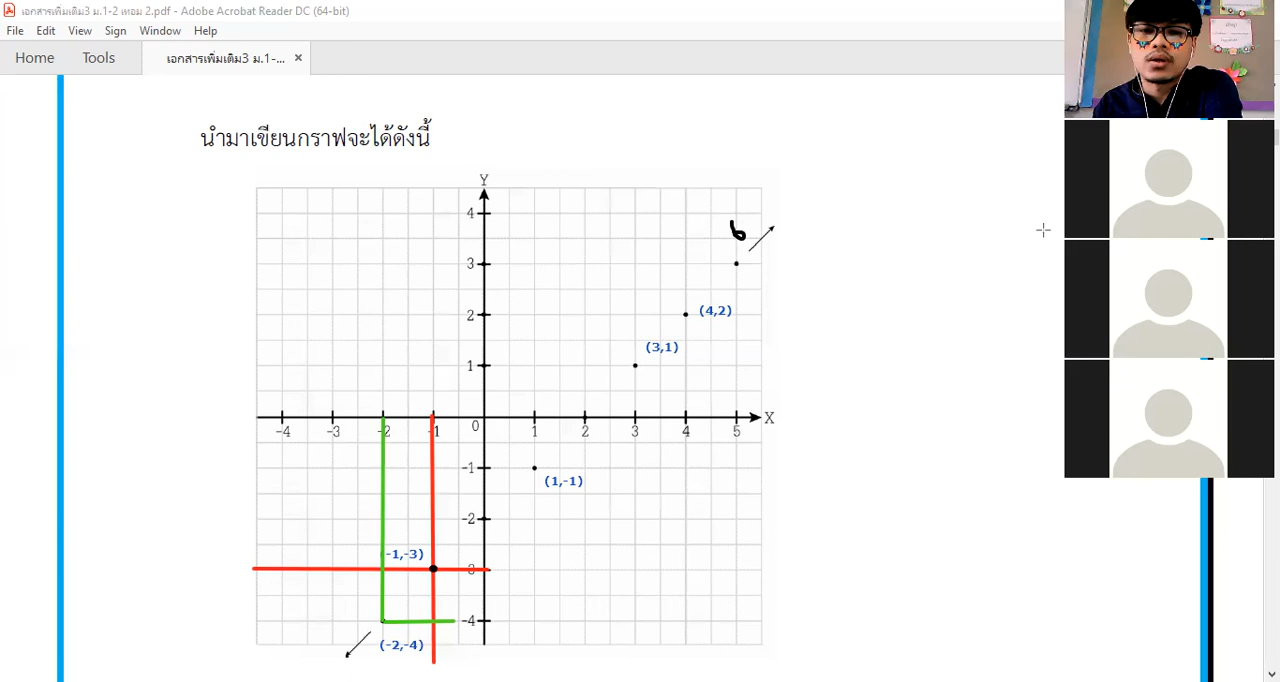 เอกสารเพิ่มเติม3 ม.1-2 เทอม 2.pdf - Adobe Acrobat Reader DC (64-bit)
File Edit View Sign Window Help
Home Tools เอกสารเพิ่มเติม3 ม.1-... ×
นำมาเขียนกราฟจะได้ดังนี้
Y
4
3
2
1
(4,2)
(3,1)
-4 -3 -2 -1 0 1 2 3 4 5 X
-1
(1,-1)
-2
(-1,-3)
-3
-4
(-2,-4)